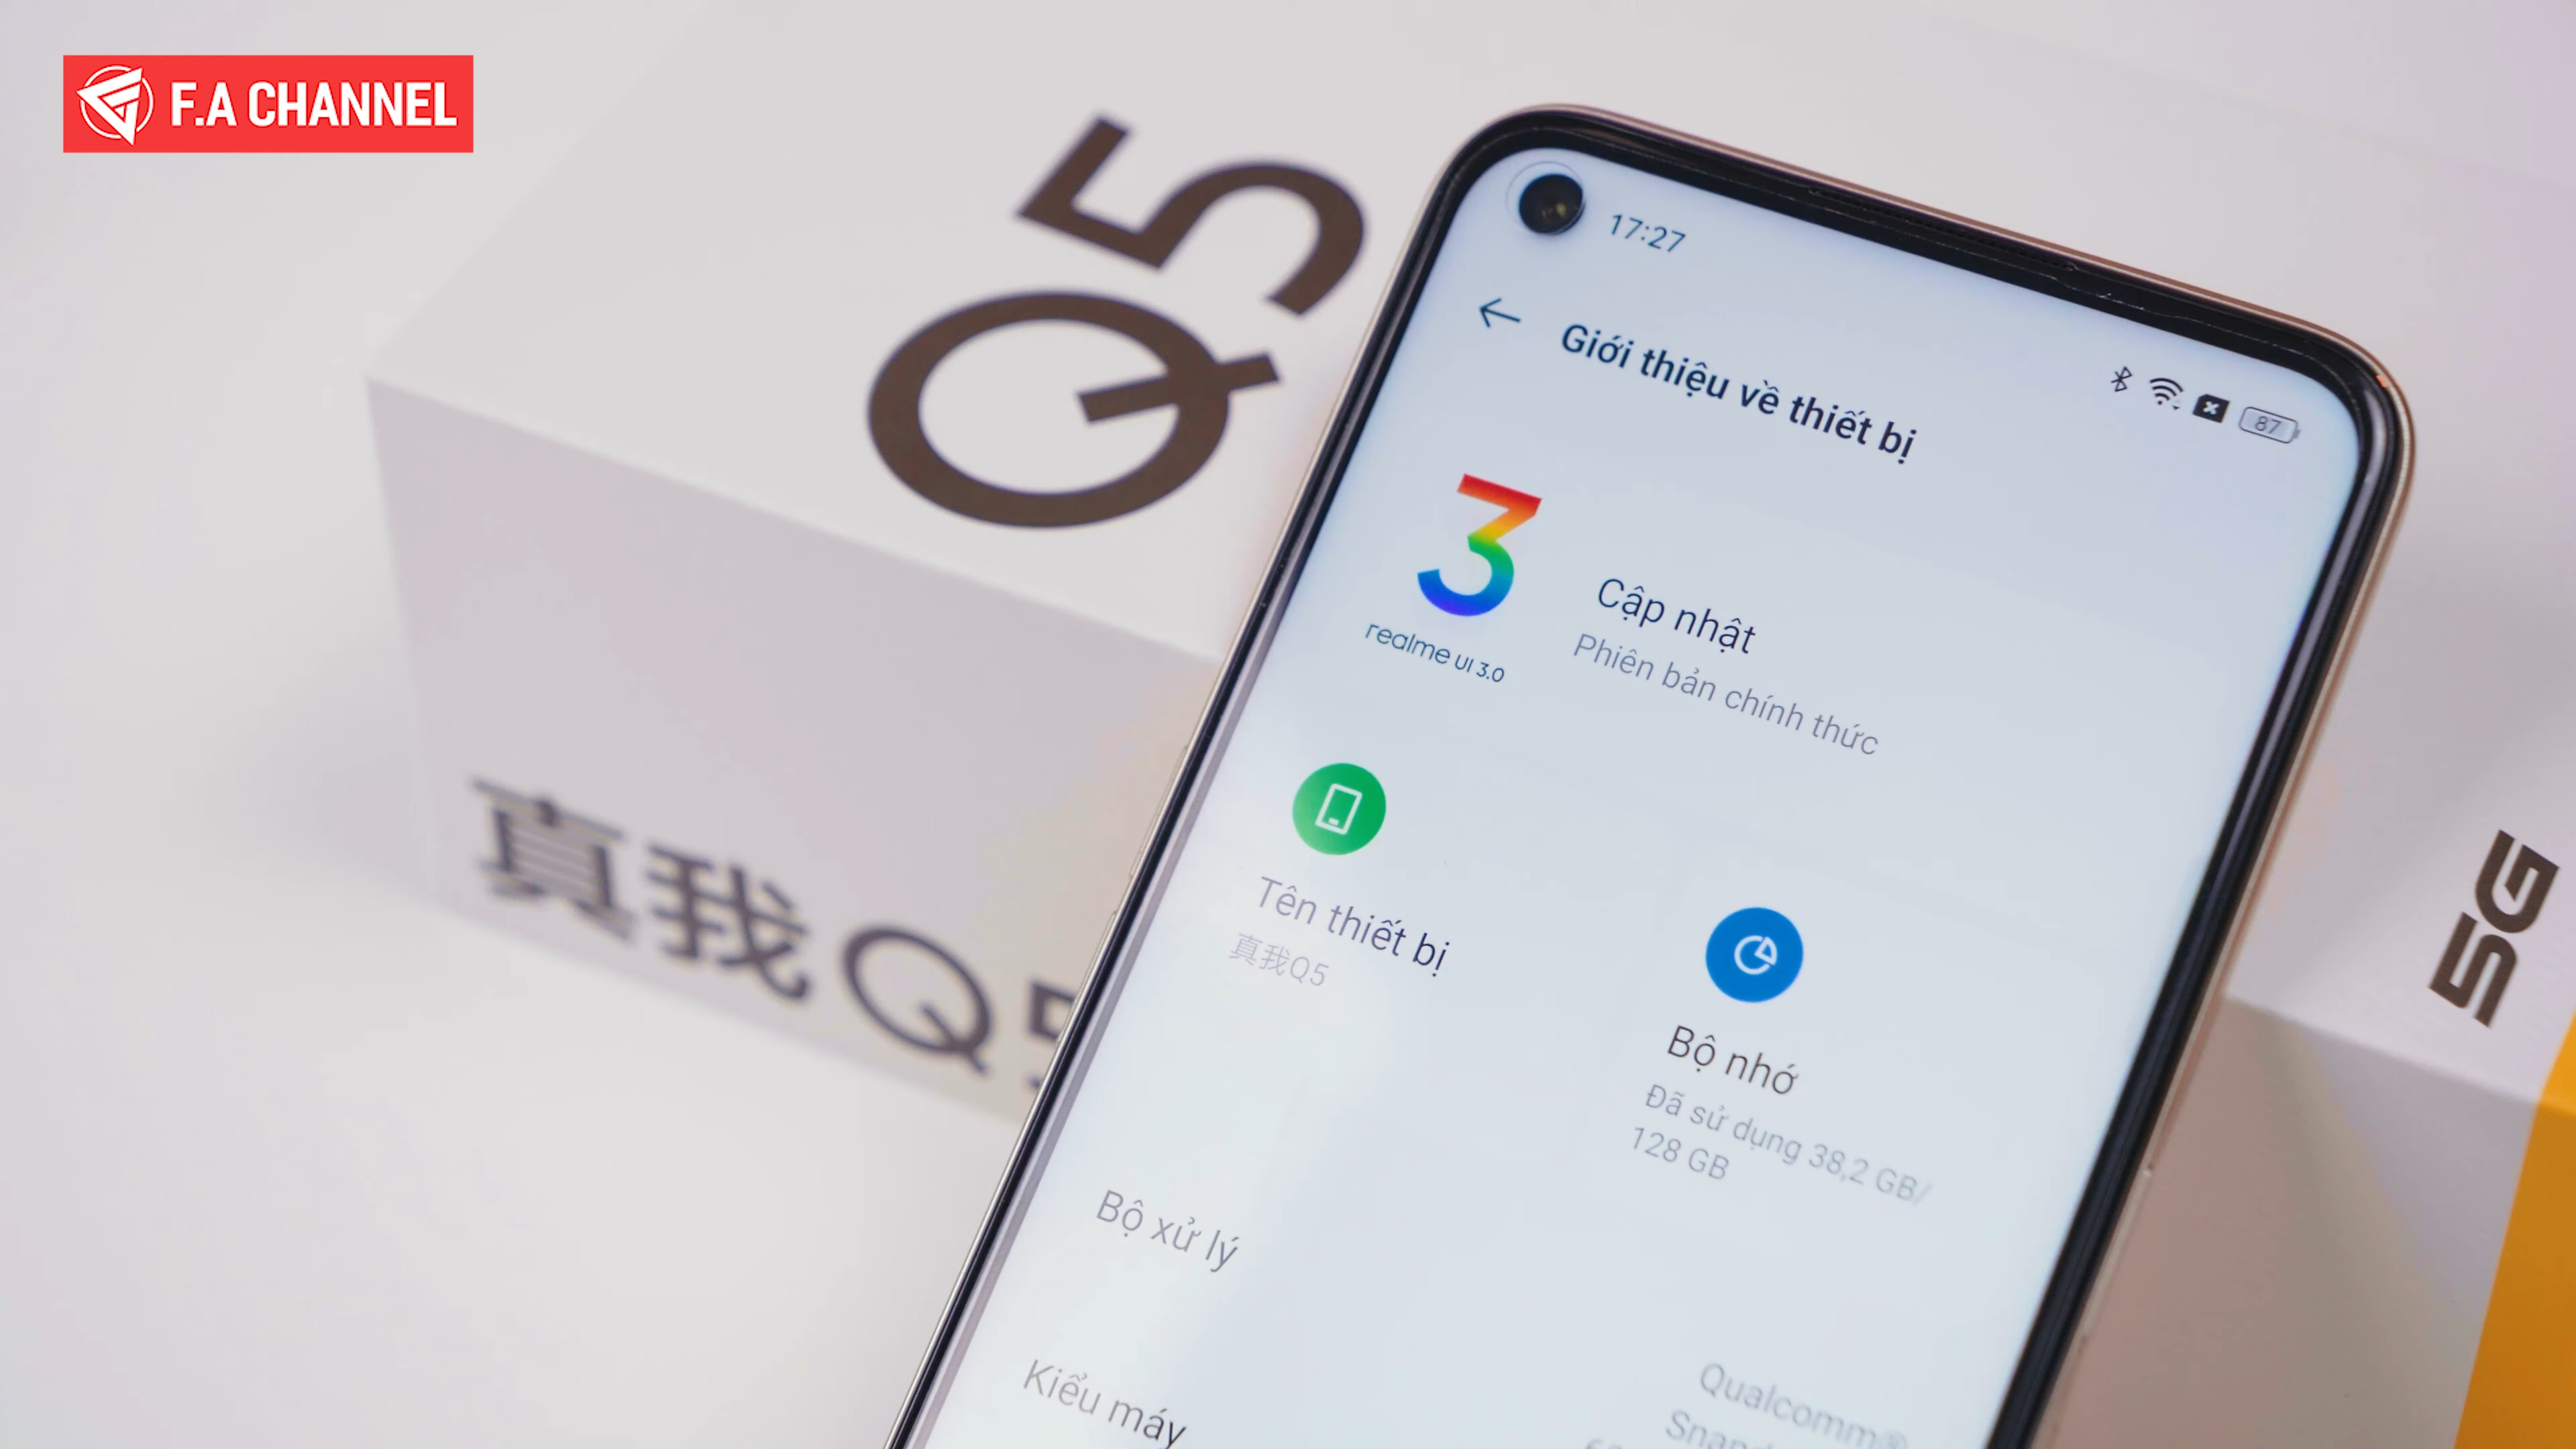 F.A CHANNEL
Q5
真我Q5
5G
17:27
87
Giới thiệu về thiết bị
3
realme UI 3.0
Cập nhật
Phiên bản chính thức
Tên thiết bị
真我Q5
Bộ nhớ
Đã sử dụng 38,2 GB/
128 GB
Bộ xử lý
Qualcomm®
Kiểu máy